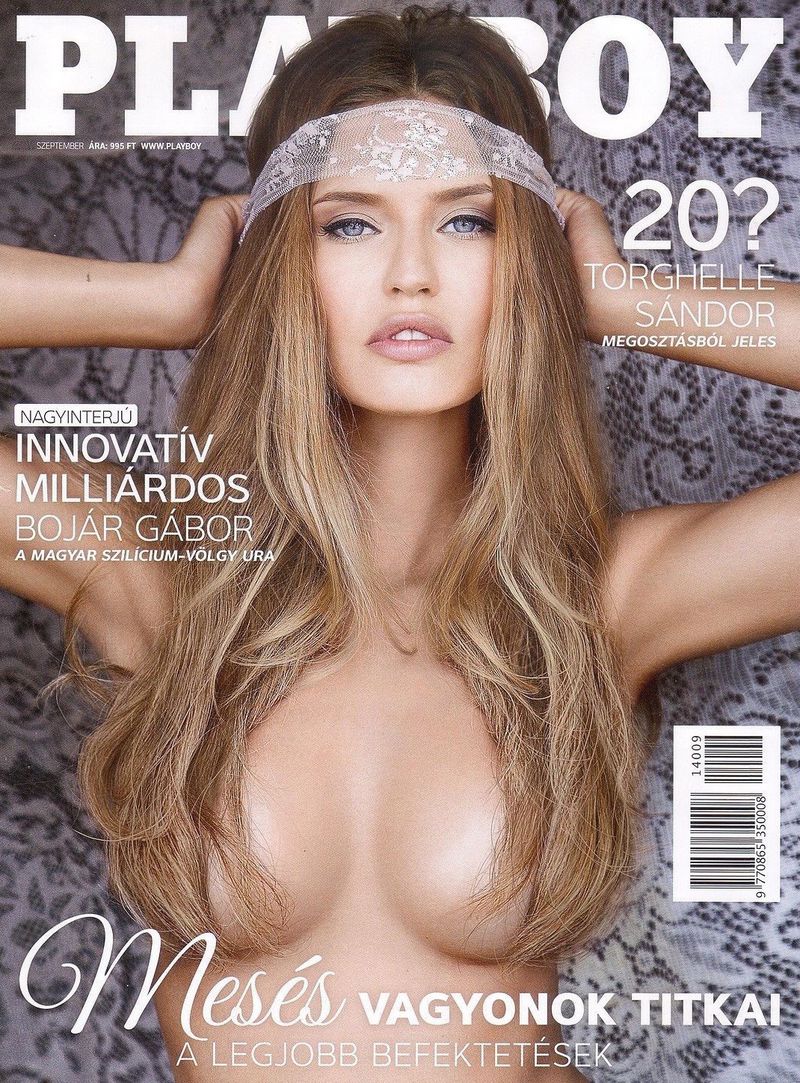 PLAYBOY
SZEPTEMBER ÁRA: 995 FT WWW.PLAYBOY
20?
TORGHELLE
SÁNDOR
MEGOSZTÁSBÓL JELES
NAGYINTERJÚ
INNOVATÍV
MILLIÁRDOS
BOJÁR GÁBOR
A MAGYAR SZILÍCIUM-VÖLGY URA
14009
9 770865 350008
Mesés VAGYONOK TITKAI
A LEGJOBB BEFEKTETÉSEK